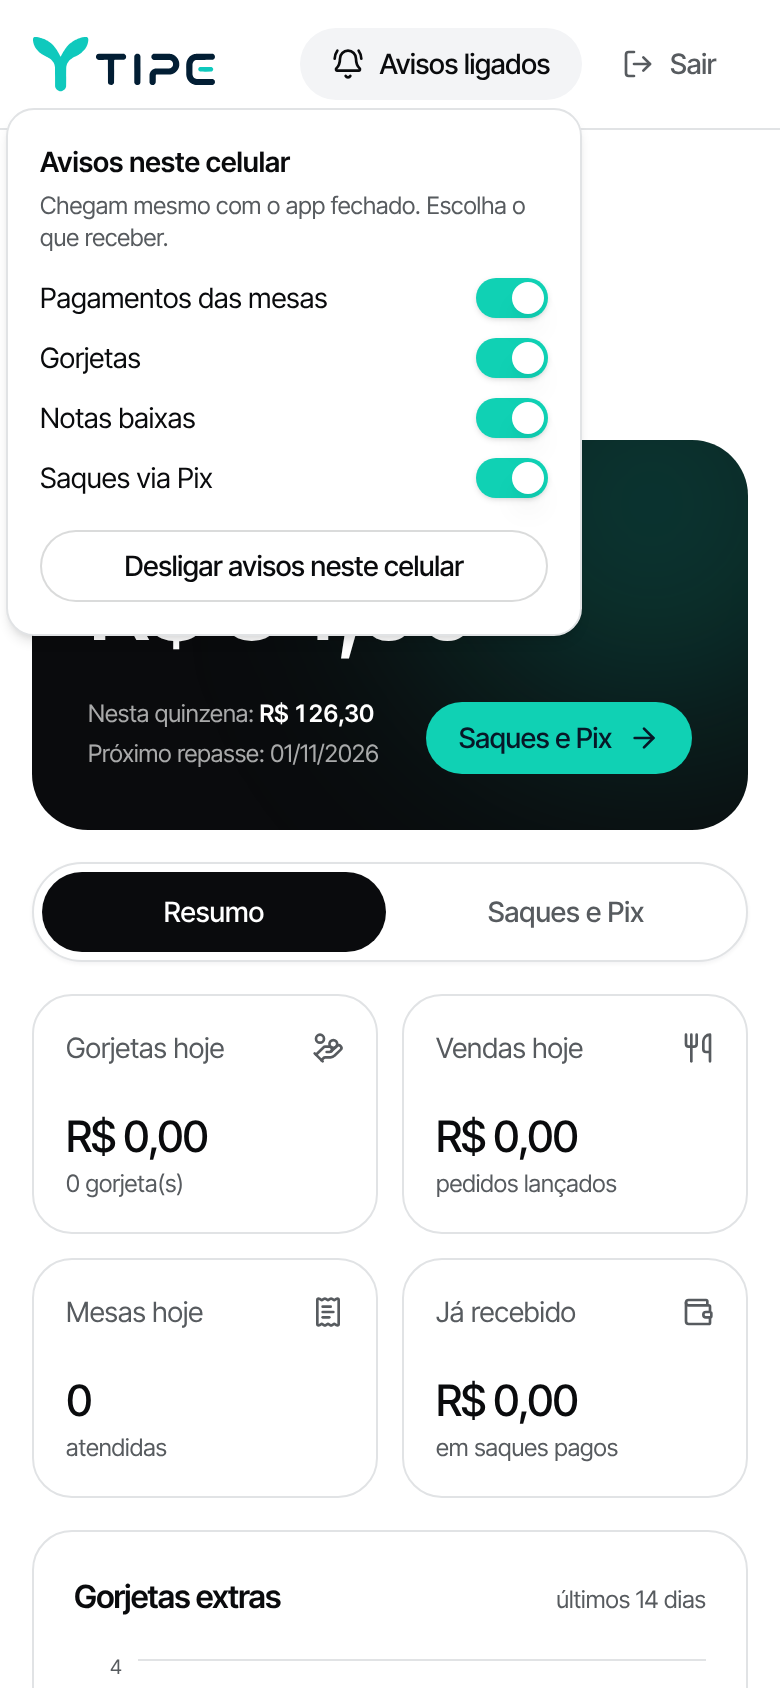 TIPE
Avisos ligados
Sair
Avisos neste celular
Chegam mesmo com o app fechado. Escolha o
que receber.
Pagamentos das mesas
Gorjetas
Notas baixas
Saques via Pix
Desligar avisos neste celular
Nesta quinzena: R$ 126,30
Próximo repasse: 01/11/2026
Saques e Pix
Resumo
Saques e Pix
Gorjetas hoje
R$ 0,00
0 gorjeta(s)
Vendas hoje
R$ 0,00
pedidos lançados
Mesas hoje
0
atendidas
Já recebido
R$ 0,00
em saques pagos
Gorjetas extras
últimos 14 dias
4